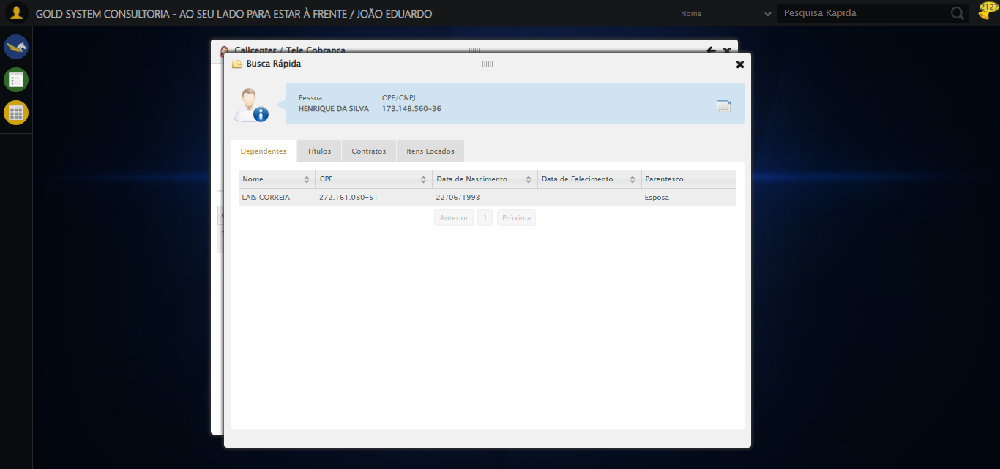 GOLD SYSTEM CONSULTORIA - AO SEU LADO PARA ESTAR À FRENTE / JOÃO EDUARDO
Nome
Pesquisa Rapida
2127
Callcenter / Tele Cobrança
Busca Rápida
Pessoa CPF/CNPJ
HENRIQUE DA SILVA 173.148.560-36
Dependentes Títulos Contratos Itens Locados
Nome CPF Data de Nascimento Data de Falecimento Parentesco
LAIS CORREIA 272.161.080-51 22/06/1993 Esposa
Anterior 1 Próxima